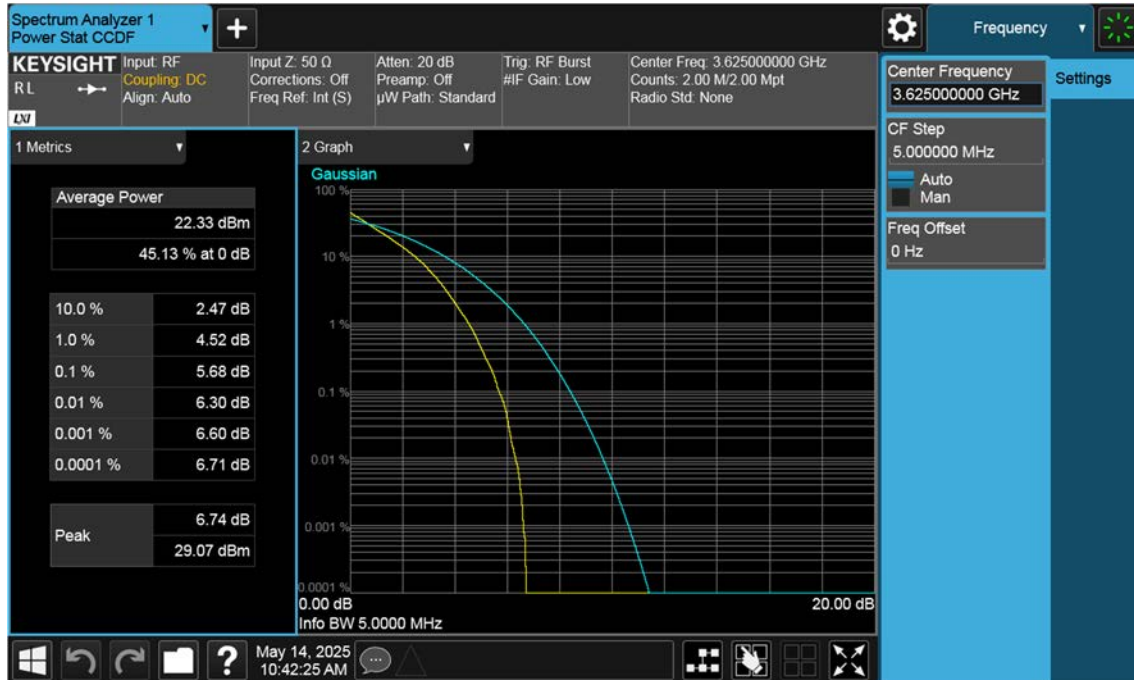 Spectrum Analyzer 1
Power Stat CCDF
Frequency
KEYSIGHT
R L
LXI
Input: RF
Coupling: DC
Align: Auto
Input Z: 50 Ω
Corrections: Off
Freq Ref: Int (S)
Atten: 20 dB
Preamp: Off
µW Path: Standard
Trig: RF Burst
#IF Gain: Low
Center Freq: 3.625000000 GHz
Counts: 2.00 M/2.00 Mpt
Radio Std: None
1 Metrics
Average Power
22.33 dBm
45.13 % at 0 dB
10.0 % 2.47 dB
1.0 % 4.52 dB
0.1 % 5.68 dB
0.01 % 6.30 dB
0.001 % 6.60 dB
0.0001 % 6.71 dB
Peak
6.74 dB
29.07 dBm
2 Graph
Gaussian
100 %
10 %
1 %
0.1 %
0.01 %
0.001 %
0.0001 %
0.00 dB 20.00 dB
Info BW 5.0000 MHz
Center Frequency
3.625000000 GHz
CF Step
5.000000 MHz
Auto
Man
Freq Offset
0 Hz
Settings
?
May 14, 2025
10:42:25 AM